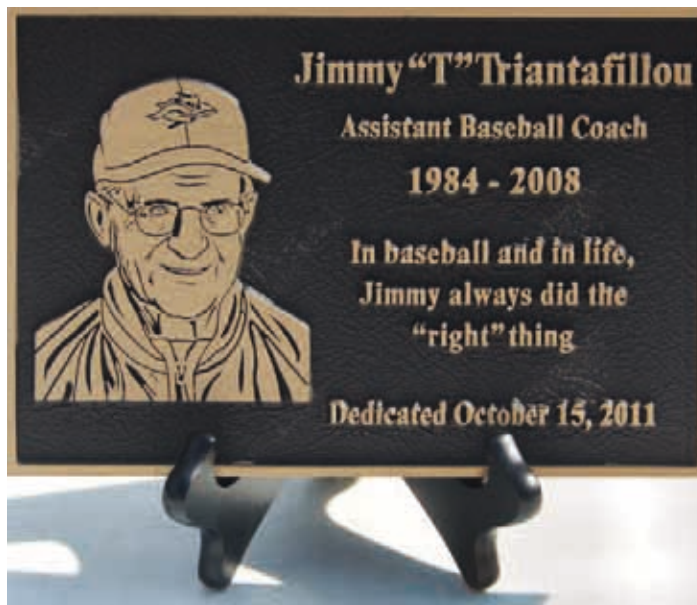 Jimmy “T” Triantafillou
Assistant Baseball Coach
1984 - 2008
In baseball and in life,
Jimmy always did the
“right” thing
Dedicated October 15, 2011